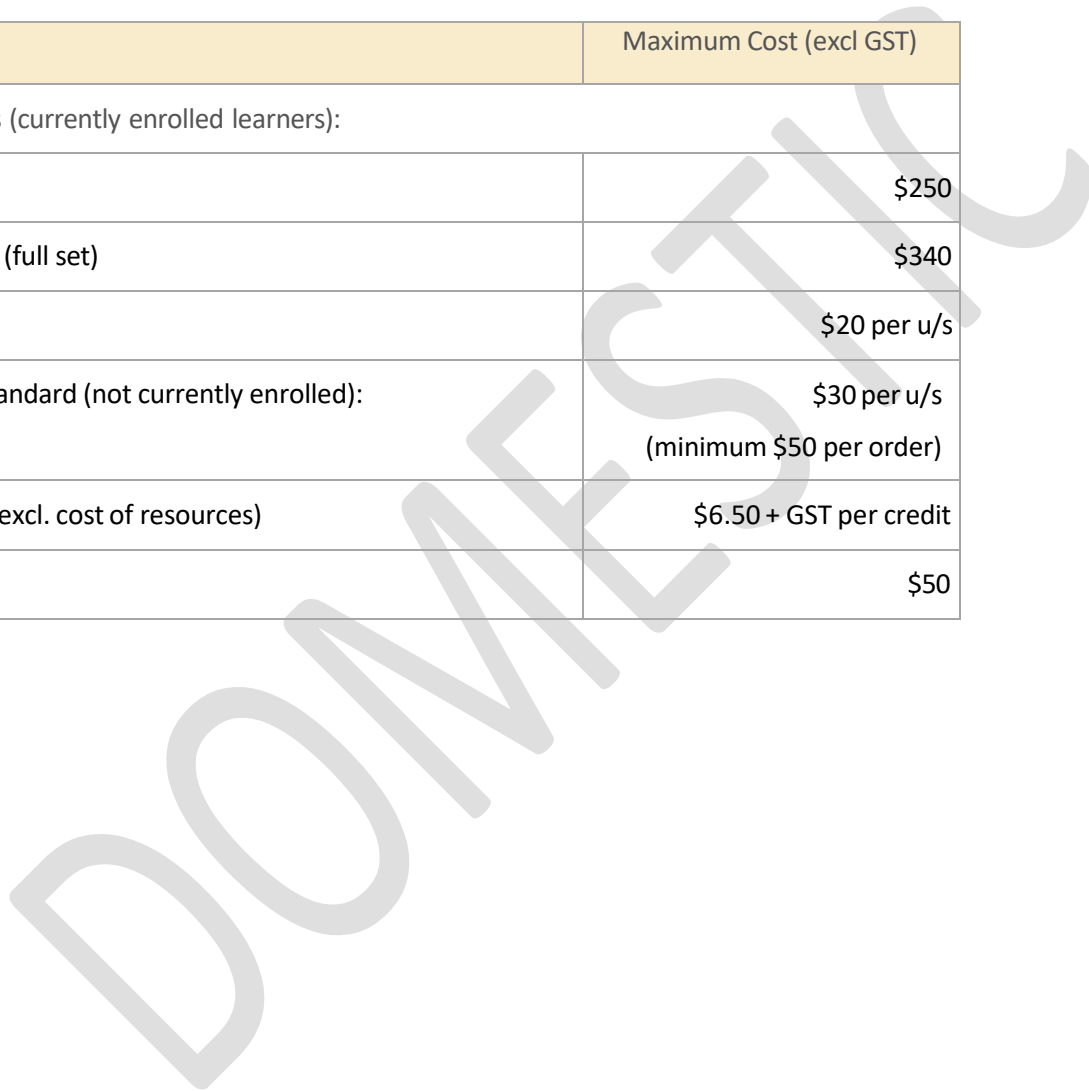 Maximum Cost (excl GST)
(currently enrolled learners):
$250
(full set)
$340
$20 per u/s
(not currently enrolled):
$30 per u/s
(minimum $50 per order)
excl. cost of resources)
$6.50 + GST per credit
$50
DOMESTIC